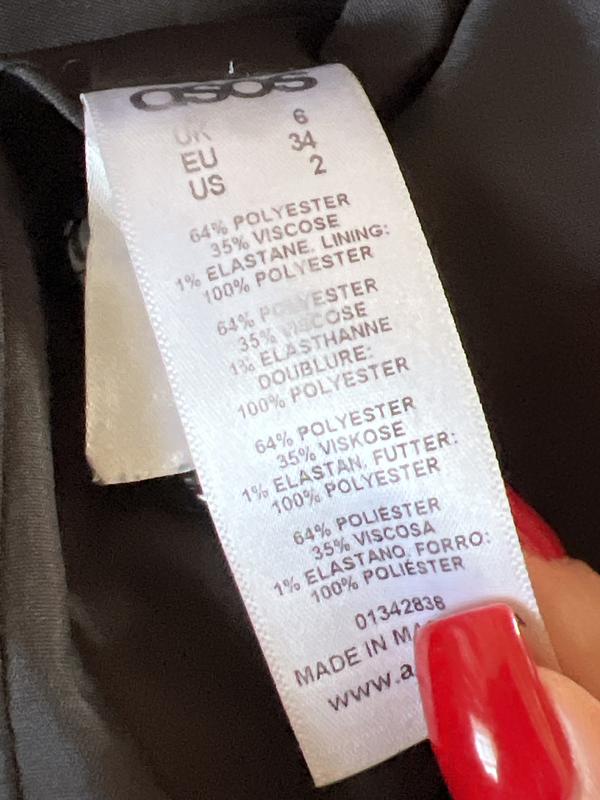 asos
UK 6
EU 34
US 2
64% POLYESTER
35% VISCOSE
1% ELASTANE. LINING:
100% POLYESTER
64% POLYESTER
35% VISCOSE
1% ELASTHANNE
DOUBLURE:
100% POLYESTER
64% POLYESTER
35% VISKOSE
1% ELASTAN, FUTTER:
100% POLYESTER
64% POLIÉSTER
35% VISCOSA
1% ELASTANO. FORRO:
100% POLIÉSTER
01342838
MADE IN
www.a